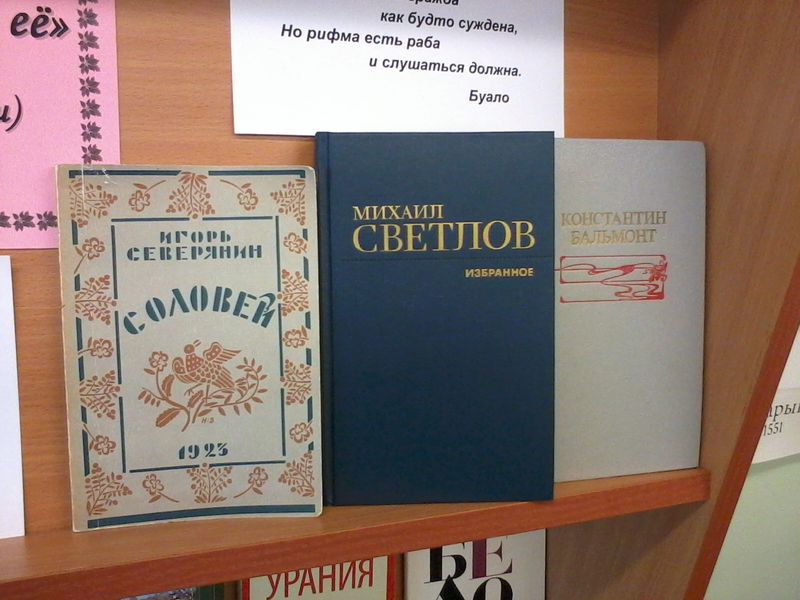 её»
и)
как будто суждена,
Но рифма есть раба
и слушаться должна.
Буало
ИГОРЬ
СЕВЕРЯНИН
СОЛОВЕЙ
1923
МИХАИЛ
СВЕТЛОВ
ИЗБРАННОЕ
КОНСТАНТИН
БАЛЬМОНТ
1551
УРАНИЯ